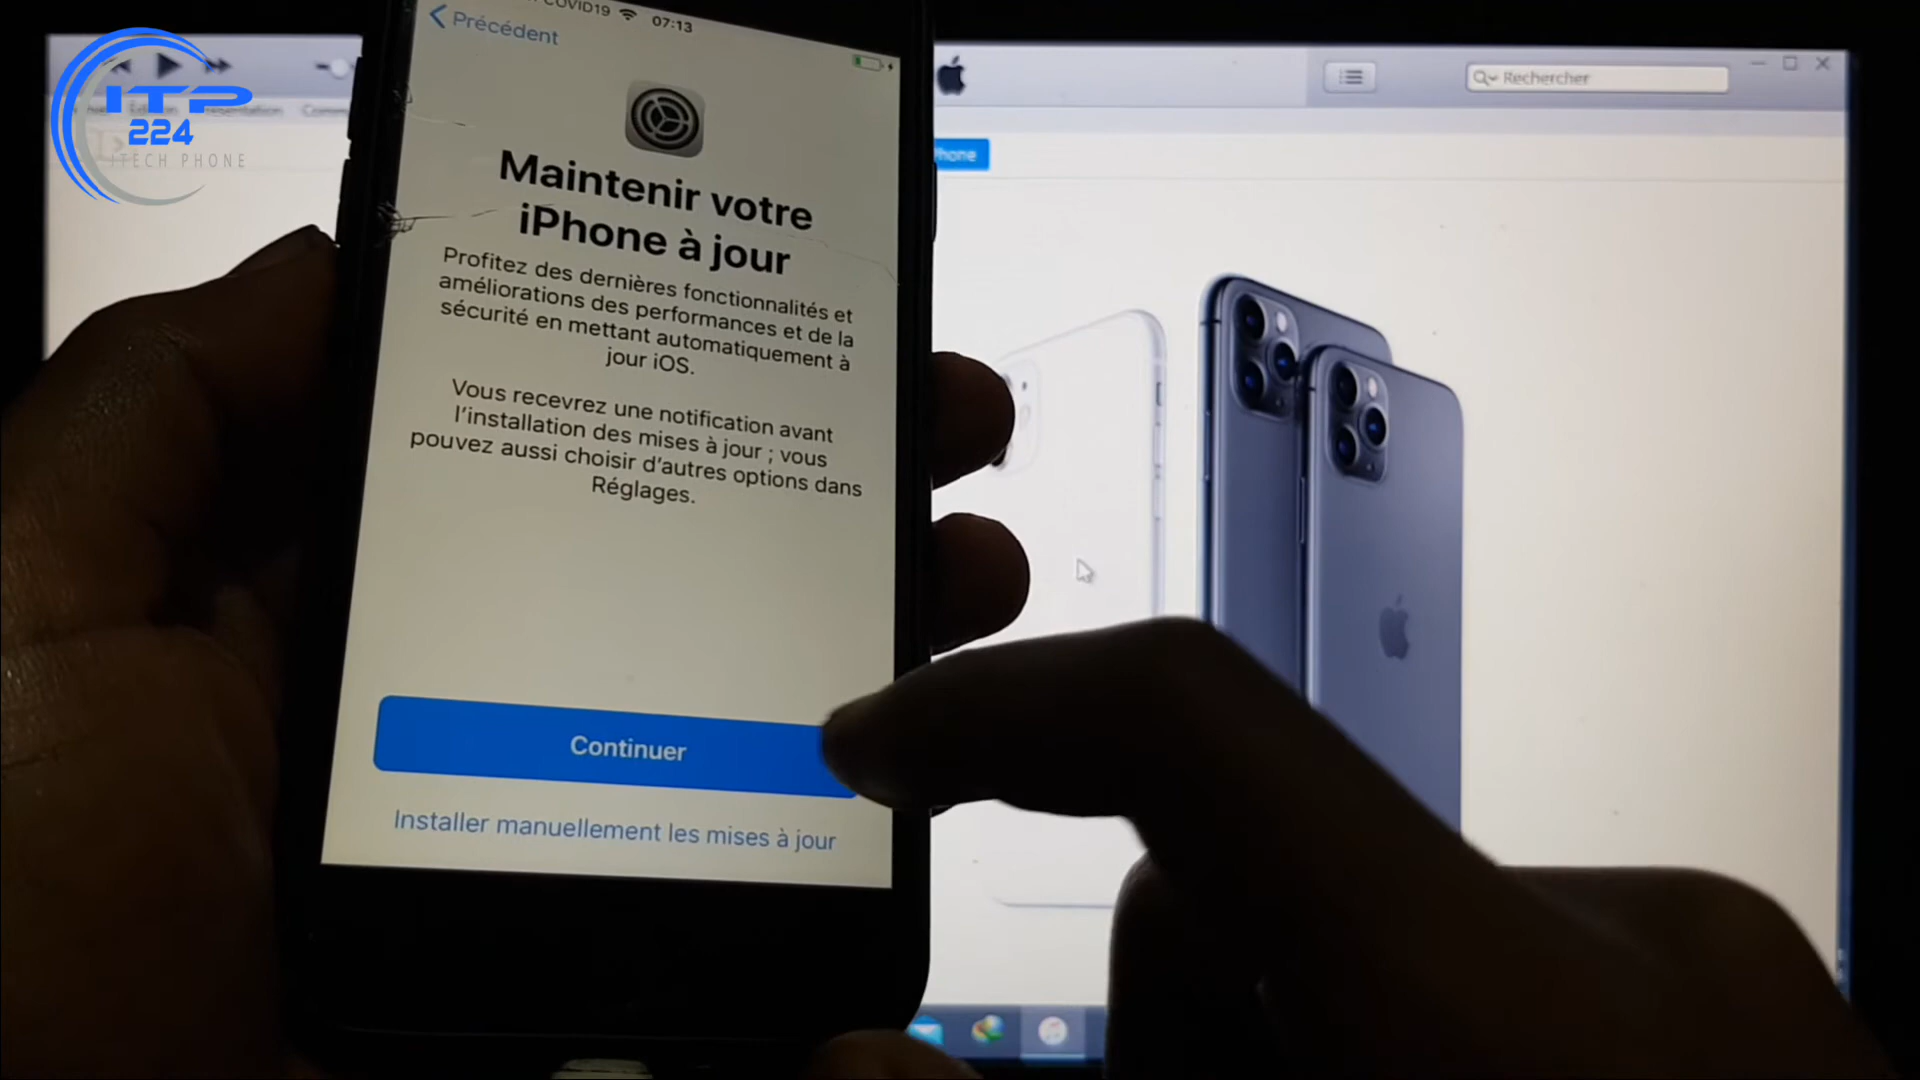 ITP
224
ITECH PHONE
COVID19 07:13
Précédent
Maintenir votre
iPhone à jour
Profitez des dernières fonctionnalités et
améliorations des performances et de la
sécurité en mettant automatiquement à
jour iOS.
Vous recevrez une notification avant
l'installation des mises à jour ; vous
pouvez aussi choisir d'autres options dans
Réglages.
Continuer
Installer manuellement les mises à jour
Rechercher